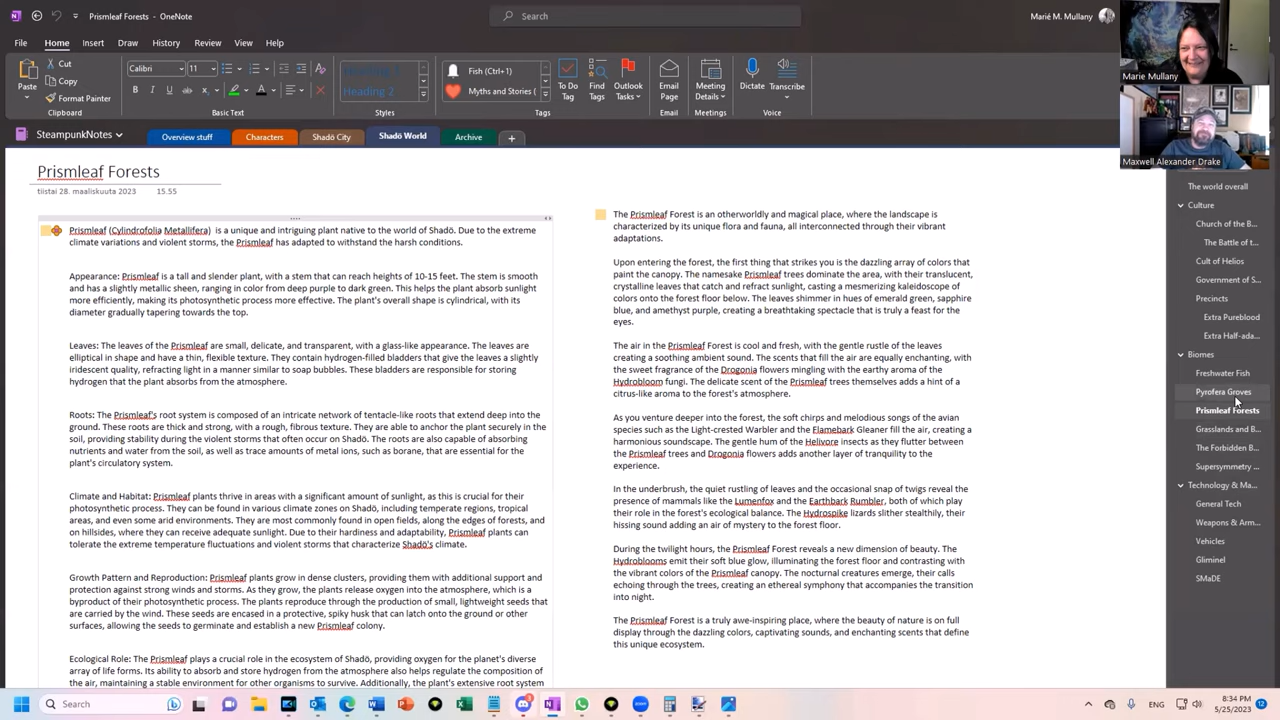 Prismleaf Forests - OneNote
Search
Marié M. Mullany
File Home Insert Draw History Review View Help
Paste
Cut
Copy
Format Painter
Clipboard
Calibri 11
B I U
Basic Text
Heading 1
Heading 2
Styles
Fish (Ctrl+1)
Myths and Stories (
To Do Tag
Find Tags
Outlook Tasks
Tags
Email Page
Email
Meeting Details
Meetings
Dictate
Transcribe
Voice
Marie Mullany
Maxwell Alexander Drake
SteampunkNotes Overview stuff Characters Shadō City Shadō World Archive
Prismleaf Forests
tiistai 28. maaliskuuta 2023 15.55
Prismleaf (Cylindrofolia Metallifera) is a unique and intriguing plant native to the world of Shadō. Due to the extreme
climate variations and violent storms, the Prismleaf has adapted to withstand the harsh conditions.
Appearance: Prismleaf is a tall and slender plant, with a stem that can reach heights of 10-15 feet. The stem is smooth
and has a slightly metallic sheen, ranging in color from deep purple to dark green. This helps the plant absorb sunlight
more efficiently, making its photosynthetic process more effective. The plant's overall shape is cylindrical, with its
diameter gradually tapering towards the top.
Leaves: The leaves of the Prismleaf are small, delicate, and transparent, with a glass-like appearance. The leaves are
elliptical in shape and have a thin, flexible texture. They contain hydrogen-filled bladders that give the leaves a slightly
iridescent quality, refracting light in a manner similar to soap bubbles. These bladders are responsible for storing
hydrogen that the plant absorbs from the atmosphere.
Roots: The Prismleaf's root system is composed of an intricate network of tentacle-like roots that extend deep into the
ground. These roots are thick and strong, with a rough, fibrous texture. They are able to anchor the plant securely in the
soil, providing stability during the violent storms that often occur on Shadō. The roots are also capable of absorbing
nutrients and water from the soil, as well as trace amounts of metal ions, such as borane, that are essential for the
plant's circulatory system.
Climate and Habitat: Prismleaf plants thrive in areas with a significant amount of sunlight, as this is crucial for their
photosynthetic process. They can be found in various climate zones on Shadō, including temperate regions, tropical
areas, and even some arid environments. They are most commonly found in open fields, along the edges of forests, and
on hillsides, where they can receive adequate sunlight. Due to their hardiness and adaptability, Prismleaf plants can
tolerate the extreme temperature fluctuations and violent storms that characterize Shadō's climate.
Growth Pattern and Reproduction: Prismleaf plants grow in dense clusters, providing them with additional support and
protection against strong winds and storms. As they grow, the plants release oxygen into the atmosphere, which is a
byproduct of their photosynthetic process. The plants reproduce through the production of small, lightweight seeds that
are carried by the wind. These seeds are encased in a protective, spiky husk that can latch onto the ground or other
surfaces, allowing the seeds to germinate and establish a new Prismleaf colony.
Ecological Role: The Prismleaf plays a crucial role in the ecosystem of Shadō, providing oxygen for the planet's diverse
array of life forms. Its ability to absorb and store hydrogen from the atmosphere also helps regulate the composition of
the air, maintaining a stable environment for other organisms to survive. Additionally, the plant's extensive root system
The Prismleaf Forest is an otherworldly and magical place, where the landscape is
characterized by its unique flora and fauna, all interconnected through their vibrant
adaptations.
Upon entering the forest, the first thing that strikes you is the dazzling array of colors that
paint the canopy. The namesake Prismleaf trees dominate the area, with their translucent,
crystalline leaves that catch and refract sunlight, casting a mesmerizing kaleidoscope of
colors onto the forest floor below. The leaves shimmer in hues of emerald green, sapphire
blue, and amethyst purple, creating a breathtaking spectacle that is truly a feast for the
eyes.
The air in the Prismleaf Forest is cool and fresh, with the gentle rustle of the leaves
creating a soothing ambient sound. The scents that fill the air are equally enchanting, with
the sweet fragrance of the Drogonia flowers mingling with the earthy aroma of the
Hydrobloom fungi. The delicate scent of the Prismleaf trees themselves adds a hint of a
citrus-like aroma to the forest's atmosphere.
As you venture deeper into the forest, the soft chirps and melodious songs of the avian
species such as the Light-crested Warbler and the Flamebark Gleaner fill the air, creating a
harmonious soundscape. The gentle hum of the Helivore insects as they flutter between
the Prismleaf trees and Drogonia flowers adds another layer of tranquility to the
experience.
In the underbrush, the quiet rustling of leaves and the occasional snap of twigs reveal the
presence of mammals like the Lumenfox and the Earthbark Rumbler, both of which play
their role in the forest's ecological balance. The Hydrospike lizards slither stealthily, their
hissing sound adding an air of mystery to the forest floor.
During the twilight hours, the Prismleaf Forest reveals a new dimension of beauty. The
Hydroblooms emit their soft blue glow, illuminating the forest floor and contrasting with
the vibrant colors of the Prismleaf canopy. The nocturnal creatures emerge, their calls
echoing through the trees, creating an ethereal symphony that accompanies the transition
into night.
The Prismleaf Forest is a truly awe-inspiring place, where the beauty of nature is on full
display through the dazzling colors, captivating sounds, and enchanting scents that define
this unique ecosystem.
The world overall
Culture
Church of the B...
The Battle of t...
Cult of Helios
Government of S...
Precincts
Extra Pureblood
Extra Half-ada...
Biomes
Freshwater Fish
Pyrofera Groves
Prismleaf Forests
Grasslands and B...
The Forbidden B...
Supersymmetry ...
Technology & Ma...
General Tech
Weapons & Arm...
Vehicles
Gliminel
SMaDE
Search
ENG
8:34 PM
5/25/2023
12